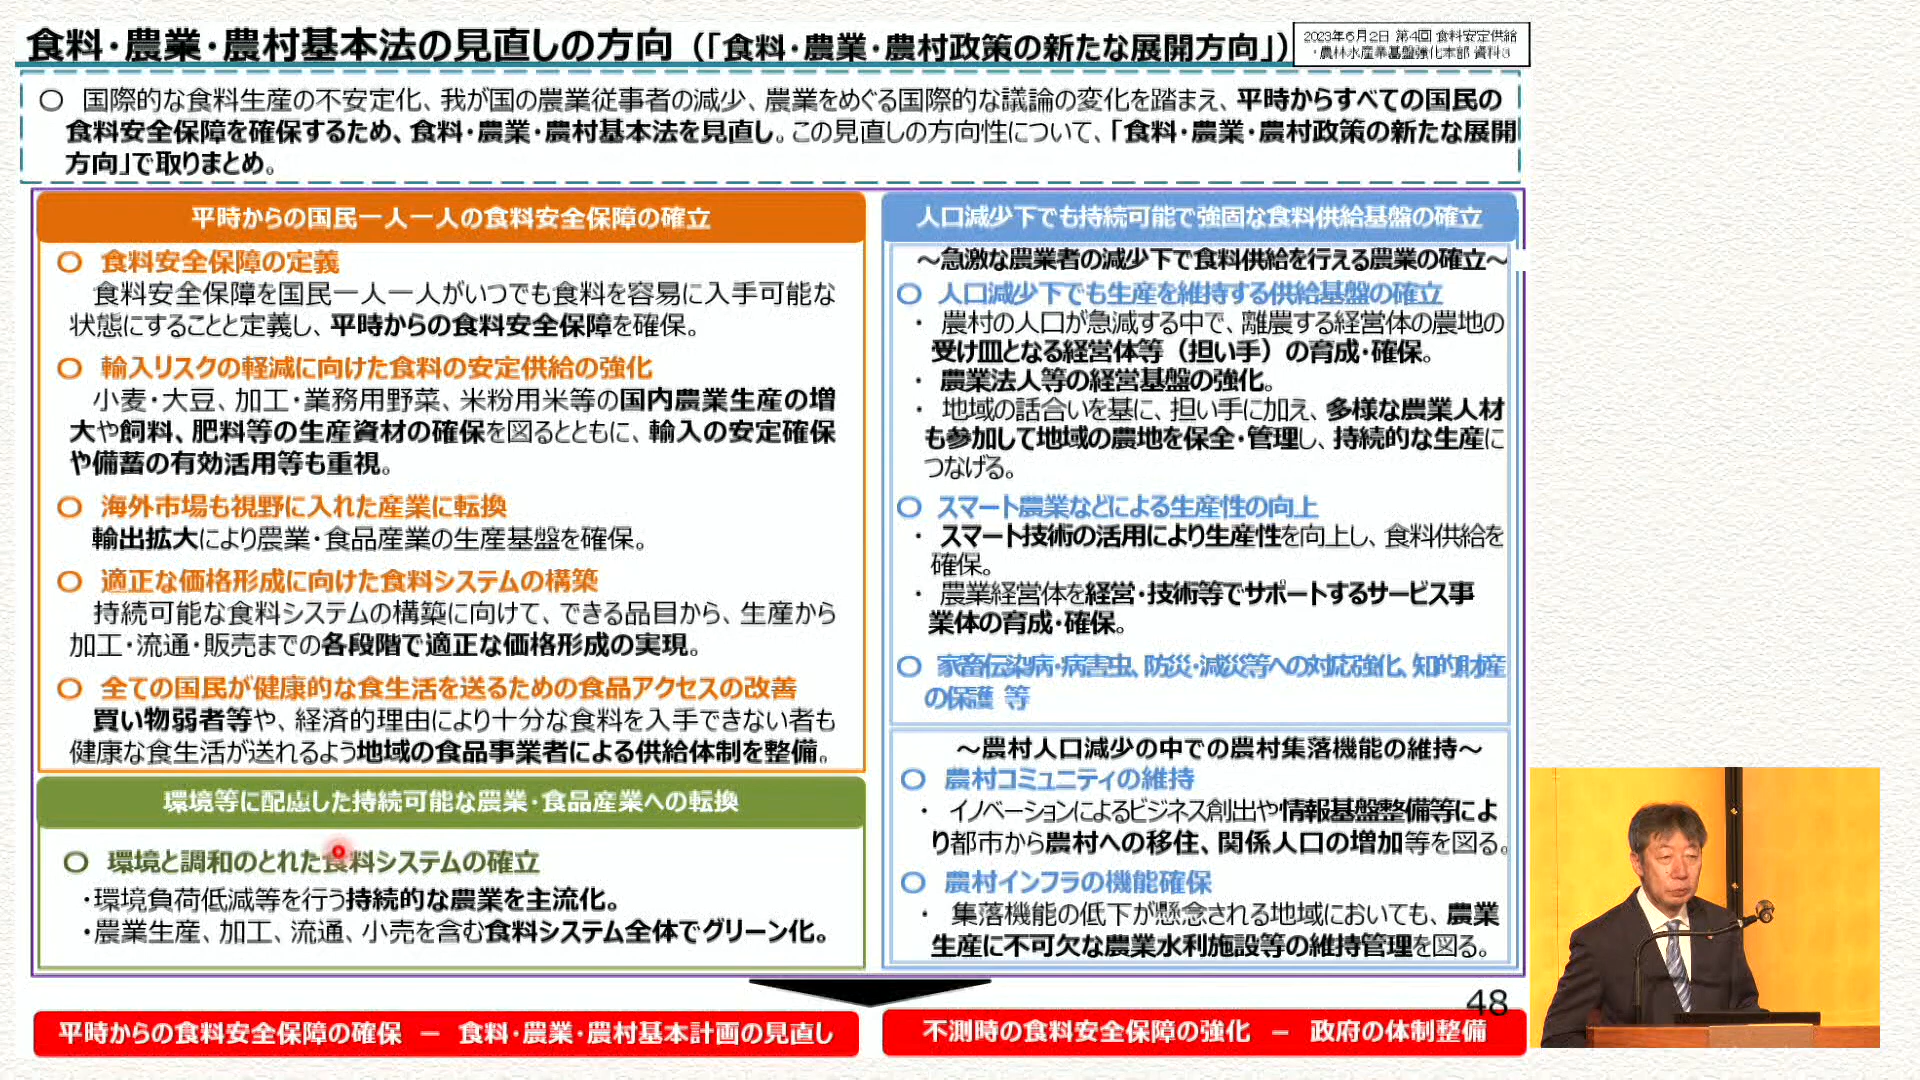 食料・農業・農村基本法の見直しの方向（「食料・農業・農村政策の新たな展開方向」）
2023年6月2日 第4回 食料安定供給
・農林水産業基盤強化本部 資料3
〇 国際的な食料生産の不安定化、我が国の農業従事者の減少、農業をめぐる国際的な議論の変化を踏まえ、平時からすべての国民の
食料安全保障を確保するため、食料・農業・農村基本法を見直し。この見直しの方向性について、「食料・農業・農村政策の新たな展開
方向」で取りまとめ。
平時からの国民一人一人の食料安全保障の確立
〇 食料安全保障の定義
食料安全保障を国民一人一人がいつでも食料を容易に入手可能な
状態にすることと定義し、平時からの食料安全保障を確保。
〇 輸入リスクの軽減に向けた食料の安定供給の強化
小麦・大豆、加工・業務用野菜、米粉用米等の国内農業生産の増
大や飼料、肥料等の生産資材の確保を図るとともに、輸入の安定確保
や備蓄の有効活用等も重視。
〇 海外市場も視野に入れた産業に転換
輸出拡大により農業・食品産業の生産基盤を確保。
〇 適正な価格形成に向けた食料システムの構築
持続可能な食料システムの構築に向けて、できる品目から、生産から
加工・流通・販売までの各段階で適正な価格形成の実現。
〇 全ての国民が健康的な食生活を送るための食品アクセスの改善
買い物弱者等や、経済的理由により十分な食料を入手できない者も
健康な食生活が送れるよう地域の食品事業者による供給体制を整備。
環境等に配慮した持続可能な農業・食品産業への転換
〇 環境と調和のとれた食料システムの確立
・環境負荷低減等を行う持続的な農業を主流化。
・農業生産、加工、流通、小売を含む食料システム全体でグリーン化。
人口減少下でも持続可能で強固な食料供給基盤の確立
～急激な農業者の減少下で食料供給を行える農業の確立～
〇 人口減少下でも生産を維持する供給基盤の確立
・ 農村の人口が急減する中で、離農する経営体の農地の
受け皿となる経営体等（担い手）の育成・確保。
・ 農業法人等の経営基盤の強化。
・ 地域の話合いを基に、担い手に加え、多様な農業人材
も参加して地域の農地を保全・管理し、持続的な生産に
つなげる。
〇 スマート農業などによる生産性の向上
・ スマート技術の活用により生産性を向上し、食料供給を
確保。
・ 農業経営体を経営・技術等でサポートするサービス事
業体の育成・確保。
〇 家畜伝染病・病害虫、防災・減災等への対応強化、知的財産
の保護 等
～農村人口減少の中での農村集落機能の維持～
〇 農村コミュニティの維持
・ イノベーションによるビジネス創出や情報基盤整備等によ
り都市から農村への移住、関係人口の増加等を図る。
〇 農村インフラの機能確保
・ 集落機能の低下が懸念される地域においても、農業
生産に不可欠な農業水利施設等の維持管理を図る。
48
平時からの食料安全保障の確保 － 食料・農業・農村基本計画の見直し
不測時の食料安全保障の強化 － 政府の体制整備